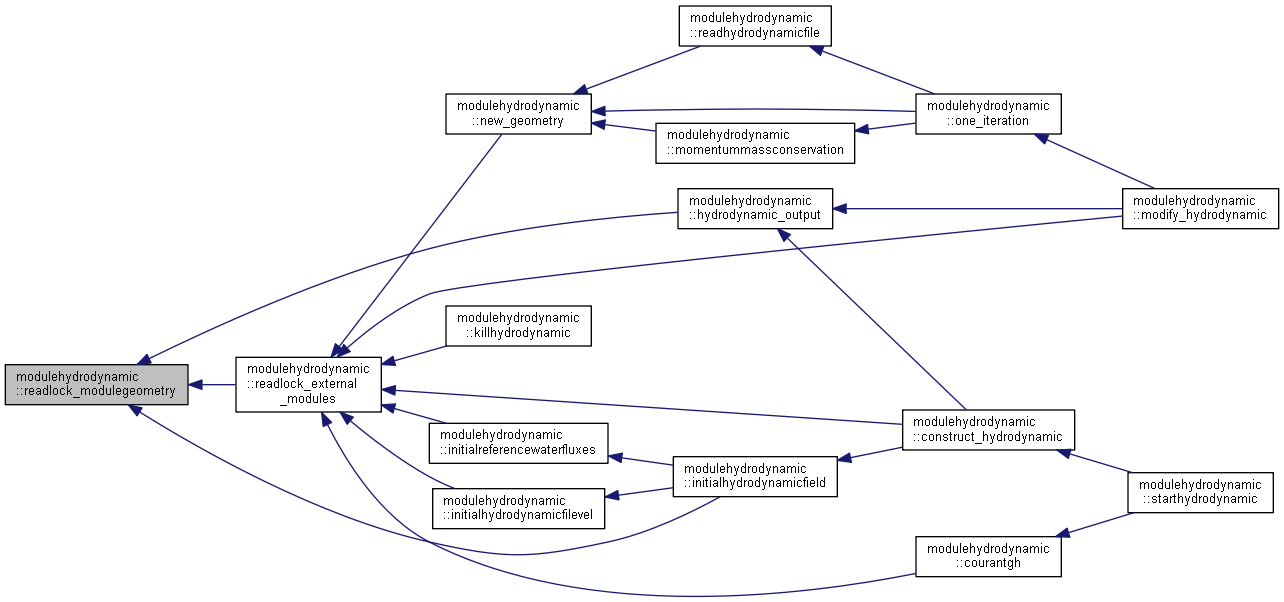 modulehydrodynamic
::readhydrodynamicfile
modulehydrodynamic
::new_geometry
modulehydrodynamic
::one_iteration
modulehydrodynamic
::momentummassconservation
modulehydrodynamic
::hydrodynamic_output
modulehydrodynamic
::modify_hydrodynamic
modulehydrodynamic
::killhydrodynamic
modulehydrodynamic
::readlock_modulegeometry
modulehydrodynamic
::readlock_external
_modules
modulehydrodynamic
::construct_hydrodynamic
modulehydrodynamic
::initialreferencewaterfluxes
modulehydrodynamic
::initialhydrodynamicfield
modulehydrodynamic
::initialhydrodynamicfilevel
modulehydrodynamic
::starthydrodynamic
modulehydrodynamic
::courantgh